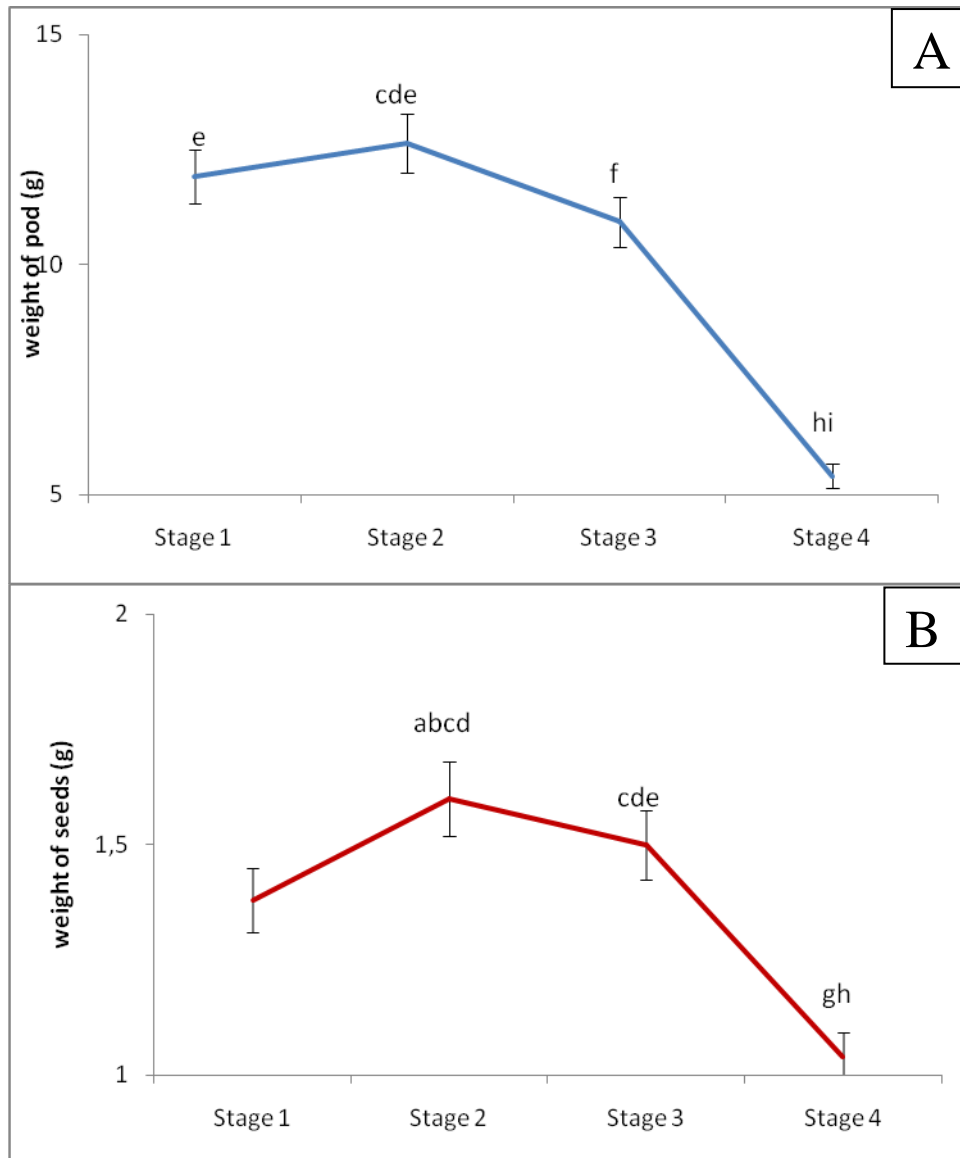 A
15
10
5
weight of pod (g)
e
cde
f
hi
Stage 1
Stage 2
Stage 3
Stage 4
B
2
1,5
1
weight of seeds (g)
abcd
cde
gh
Stage 1
Stage 2
Stage 3
Stage 4